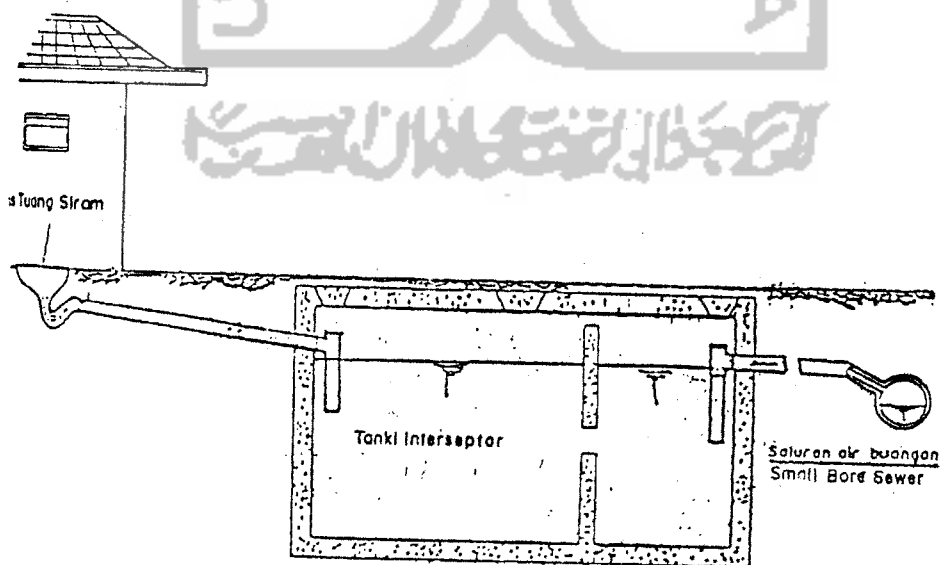 Tuang Siram
Tanki Interseptor
Saluran air buangan
Small Bore Sewer